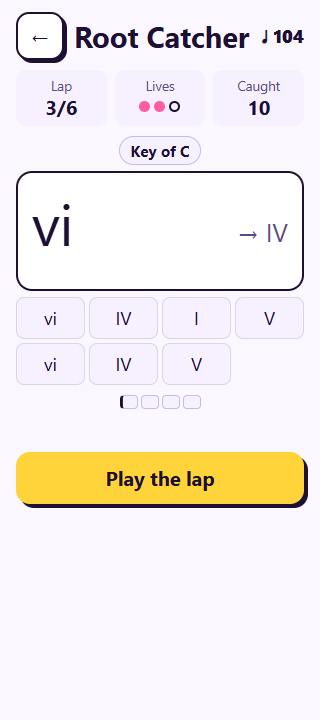 ← Root Catcher ♩104
Lap Lives Caught
3/6 10
Key of C
vi → IV
vi IV I V
vi IV V
Play the lap